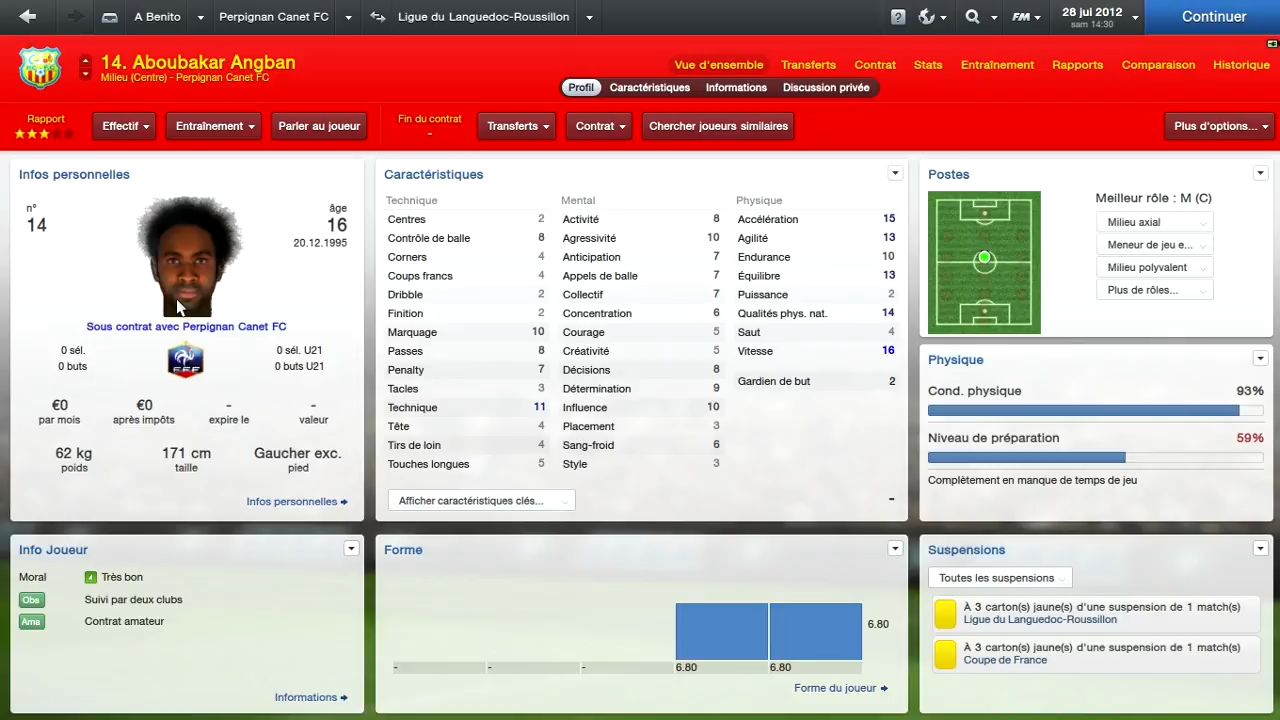 A Benito
Perpignan Canet FC
Ligue du Languedoc-Roussillon
?
FM
28 jul 2012
sam 14:30
Continuer
14. Aboubakar Angban
Milieu (Centre) - Perpignan Canet FC
Vue d'ensemble
Transferts
Contrat
Stats
Entraînement
Rapports
Comparaison
Historique
Profil
Caractéristiques
Informations
Discussion privée
Rapport
Effectif
Entraînement
Parler au joueur
Fin du contrat
-
Transferts
Contrat
Chercher joueurs similaires
Plus d'options...
Infos personnelles
n°
14
âge
16
20.12.1995
Sous contrat avec Perpignan Canet FC
0 sél.
0 buts
FFF
0 sél. U21
0 buts U21
€0
par mois
€0
après impôts
-
expire le
-
valeur
62 kg
poids
171 cm
taille
Gaucher exc.
pied
Infos personnelles
Caractéristiques
Technique
Centres 2
Contrôle de balle 8
Corners 4
Coups francs 4
Dribble 2
Finition 2
Marquage 10
Passes 8
Penalty 7
Tacles 3
Technique 11
Tête 4
Tirs de loin 4
Touches longues 5
Mental
Activité 8
Agressivité 10
Anticipation 7
Appels de balle 7
Collectif 7
Concentration 6
Courage 5
Créativité 5
Décisions 8
Détermination 9
Influence 10
Placement 3
Sang-froid 6
Style 3
Physique
Accélération 15
Agilité 13
Endurance 10
Équilibre 13
Puissance 2
Qualités phys. nat. 14
Saut 4
Vitesse 16
Gardien de but 2
Afficher caractéristiques clés...
-
Postes
Meilleur rôle : M (C)
Milieu axial
Meneur de jeu e...
Milieu polyvalent
Plus de rôles...
Physique
Cond. physique 93%
Niveau de préparation 59%
Complètement en manque de temps de jeu
Info Joueur
Moral Très bon
Obs Suivi par deux clubs
Ama Contrat amateur
Informations
Forme
6.80
- - - 6.80 6.80
Forme du joueur
Suspensions
Toutes les suspensions
À 3 carton(s) jaune(s) d'une suspension de 1 match(s)
Ligue du Languedoc-Roussillon
À 3 carton(s) jaune(s) d'une suspension de 1 match(s)
Coupe de France